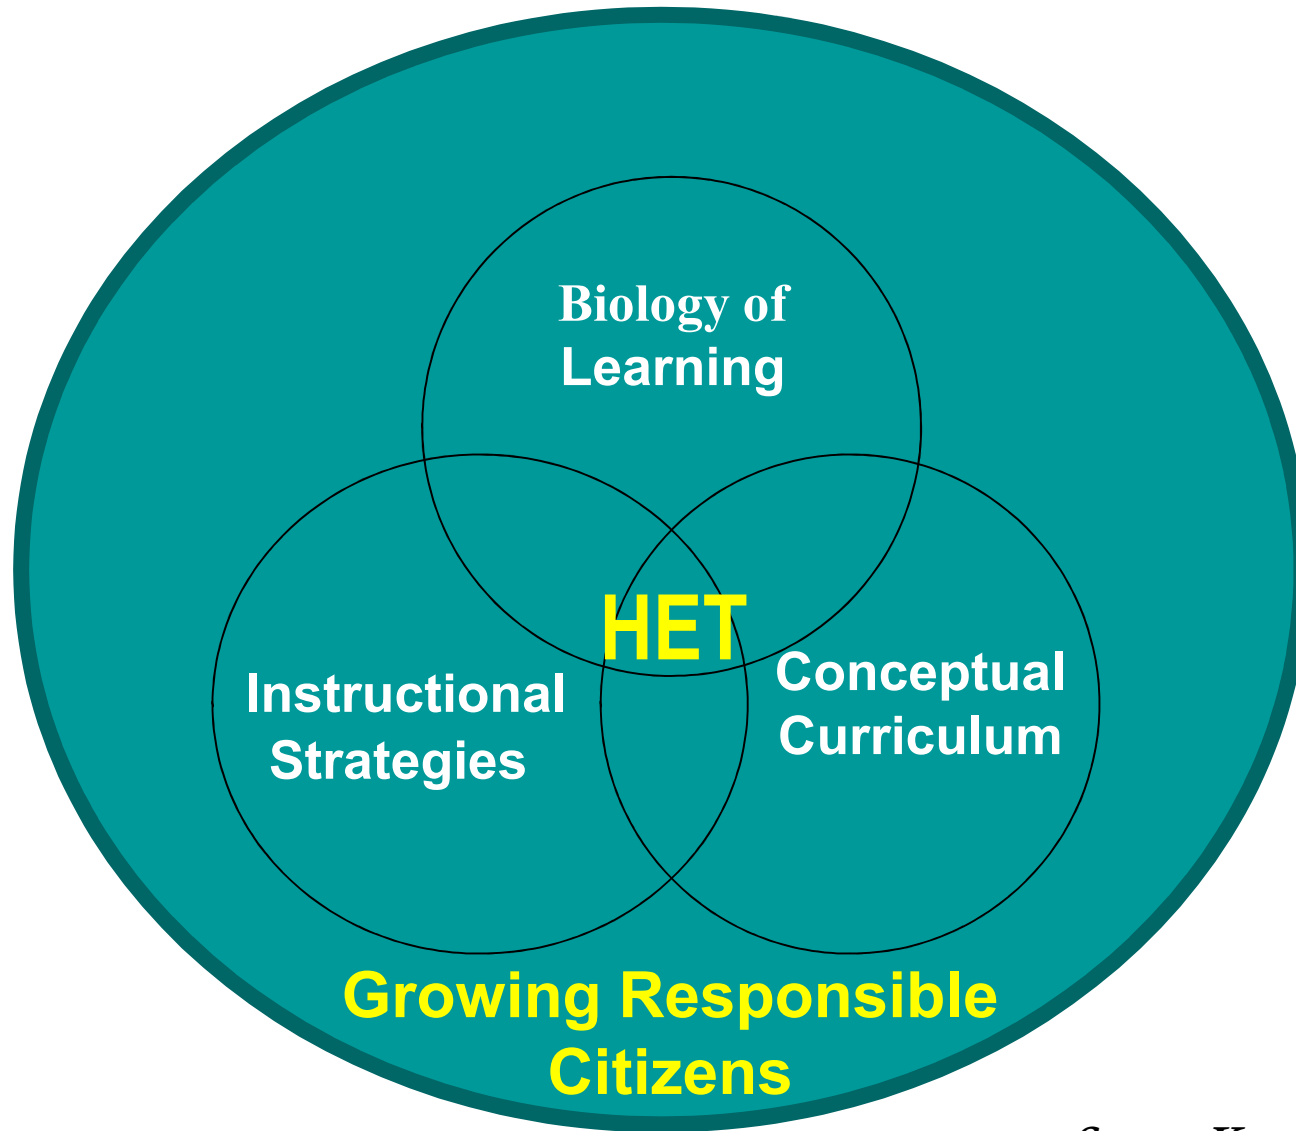 Biology of
Learning
HET
Instructional
Strategies
Conceptual
Curriculum
Growing Responsible
Citizens